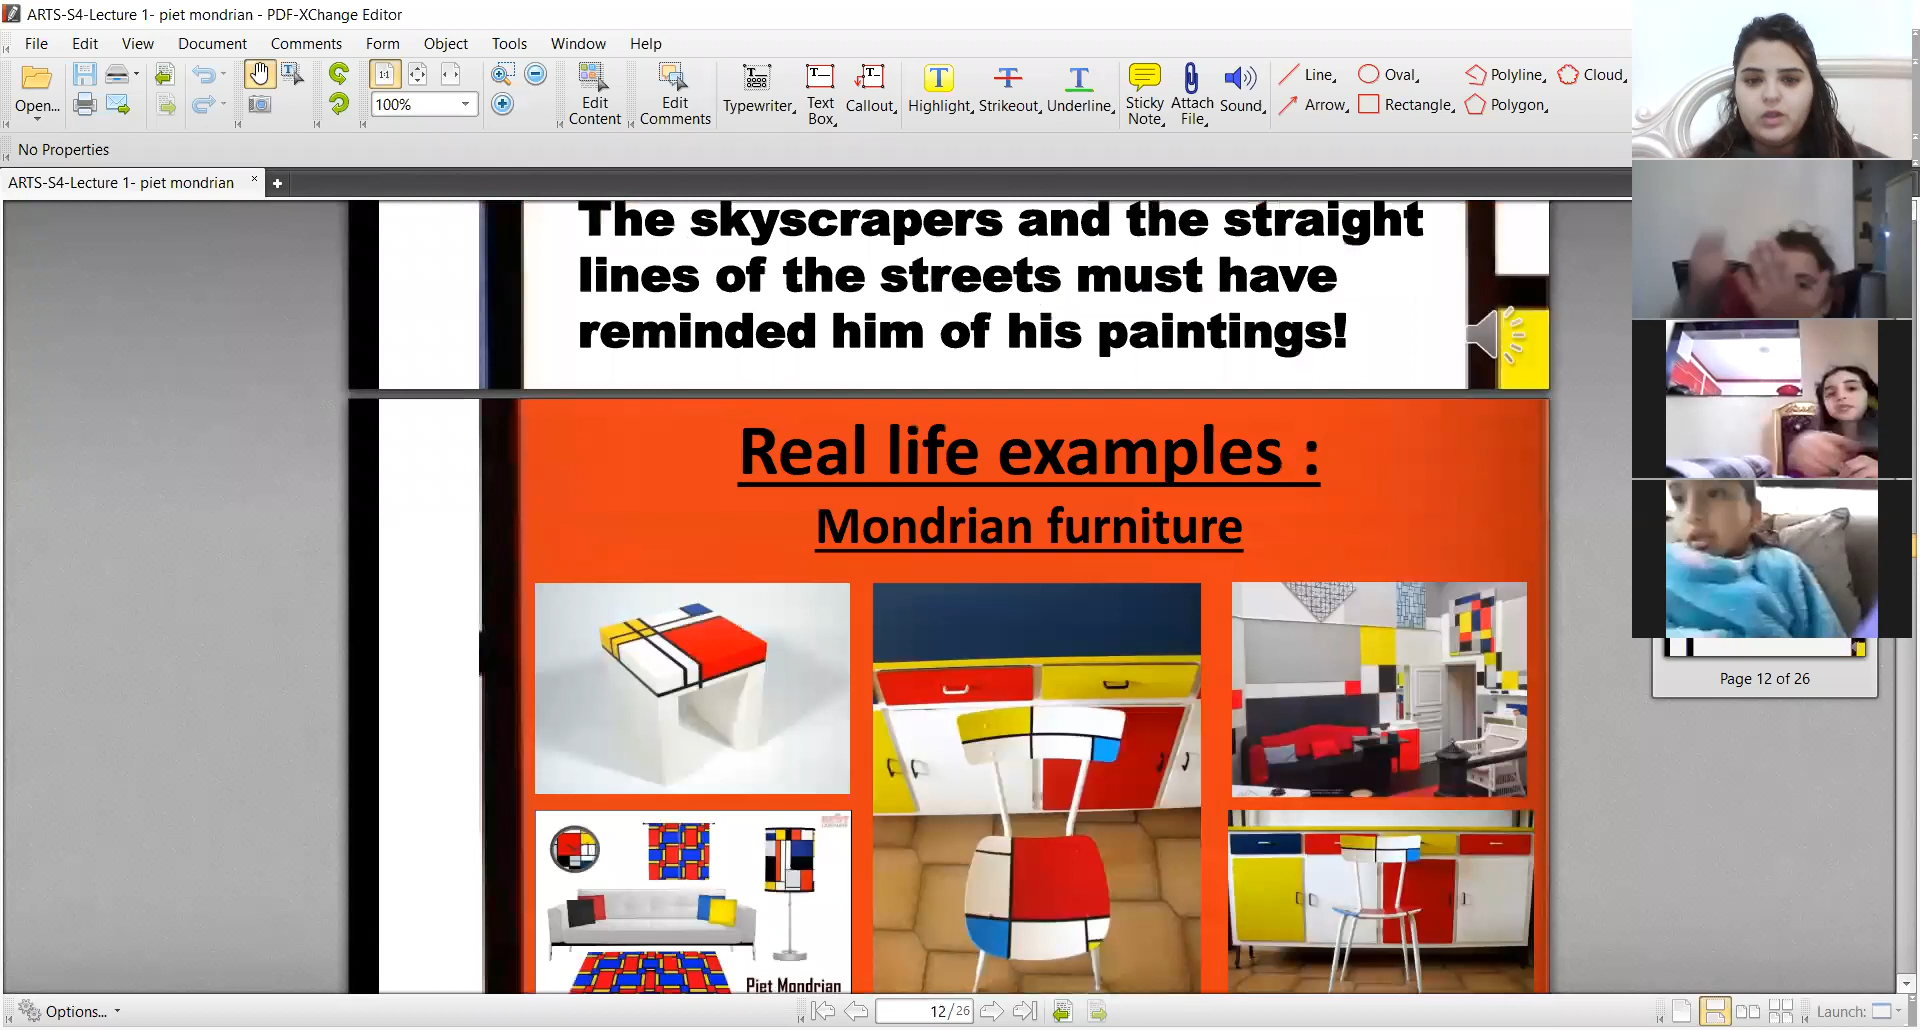 ARTS-S4-Lecture 1- piet mondrian - PDF-XChange Editor
File Edit View Document Comments Form Object Tools Window Help
Open...
1:1
100%
Edit Content
Edit Comments
Typewriter
Text Box
Callout
Highlight
Strikeout
Underline
Sticky Note
Attach File
Sound
Line
Arrow
Oval
Rectangle
Polyline
Polygon
Cloud
No Properties
ARTS-S4-Lecture 1- piet mondrian
The skyscrapers and the straight
lines of the streets must have
reminded him of his paintings!
Real life examples :
Mondrian furniture
Piet Mondrian
Page 12 of 26
Options...
12/26
Launch: